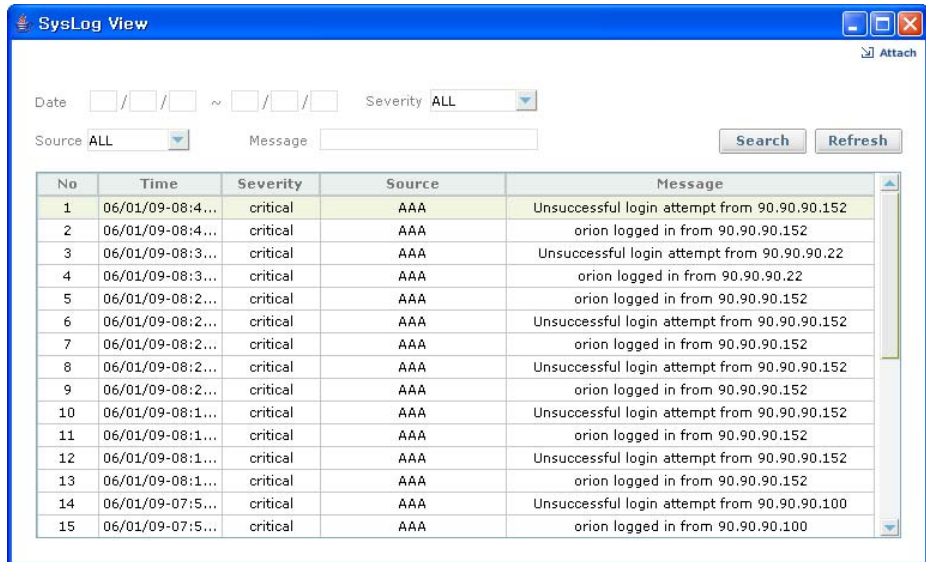 SysLog View
Attach
Date / / ~ / / Severity ALL
Source ALL Message Search Refresh
No Time Severity Source Message
1 06/01/09-08:4... critical AAA Unsuccessful login attempt from 90.90.90.152
2 06/01/09-08:4... critical AAA orion logged in from 90.90.90.152
3 06/01/09-08:3... critical AAA Unsuccessful login attempt from 90.90.90.22
4 06/01/09-08:3... critical AAA orion logged in from 90.90.90.22
5 06/01/09-08:2... critical AAA orion logged in from 90.90.90.152
6 06/01/09-08:2... critical AAA Unsuccessful login attempt from 90.90.90.152
7 06/01/09-08:2... critical AAA orion logged in from 90.90.90.152
8 06/01/09-08:2... critical AAA Unsuccessful login attempt from 90.90.90.152
9 06/01/09-08:2... critical AAA orion logged in from 90.90.90.152
10 06/01/09-08:1... critical AAA Unsuccessful login attempt from 90.90.90.152
11 06/01/09-08:1... critical AAA orion logged in from 90.90.90.152
12 06/01/09-08:1... critical AAA Unsuccessful login attempt from 90.90.90.152
13 06/01/09-08:1... critical AAA orion logged in from 90.90.90.152
14 06/01/09-07:5... critical AAA Unsuccessful login attempt from 90.90.90.100
15 06/01/09-07:5... critical AAA orion logged in from 90.90.90.100